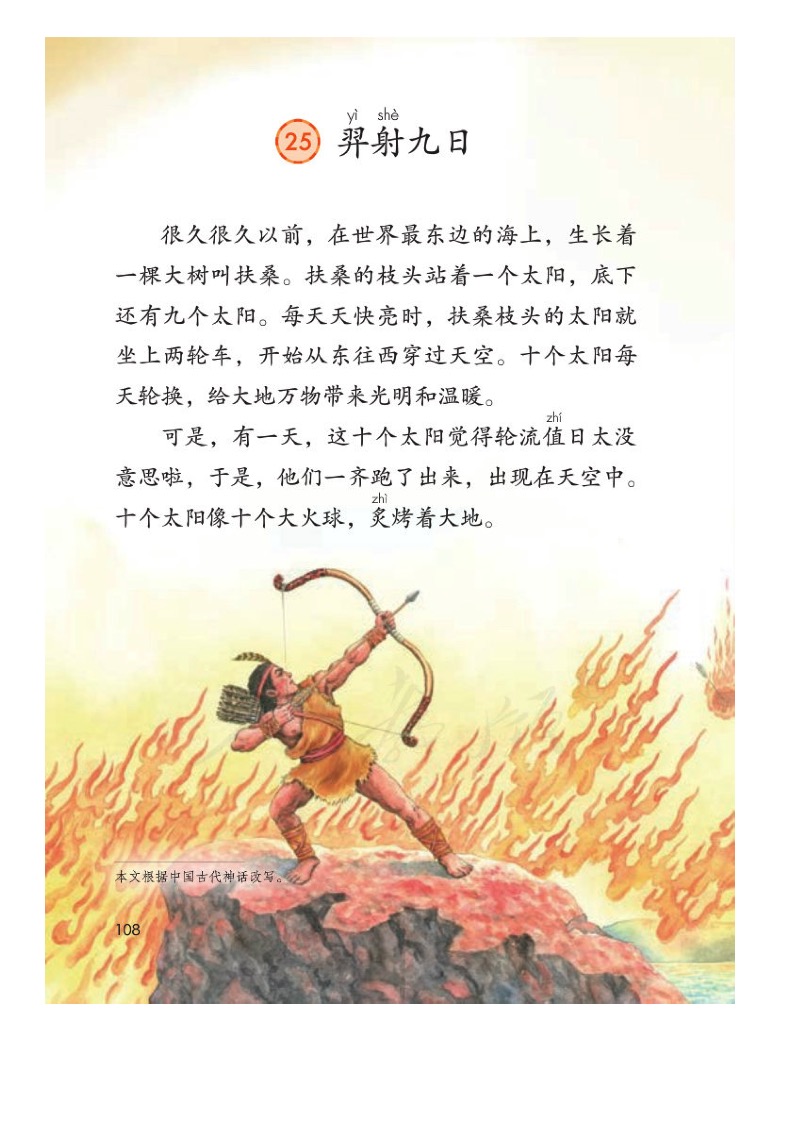 yì shè
25 羿射九日
很久很久以前，在世界最东边的海上，生长着
一棵大树叫扶桑。扶桑的枝头站着一个太阳，底下
还有九个太阳。每天天快亮时，扶桑枝头的太阳就
坐上两轮车，开始从东往西穿过天空。十个太阳每
天轮换，给大地万物带来光明和温暖。
zhí
可是，有一天，这十个太阳觉得轮流值日太没
意思啦，于是，他们一齐跑了出来，出现在天空中。
zhì
十个太阳像十个大火球，炙烤着大地。
本文根据中国古代神话改写。
108